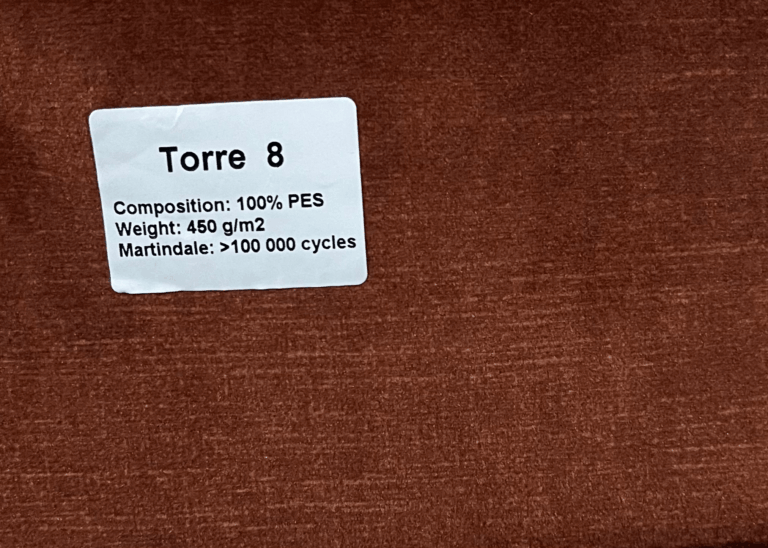 Torre 8
Composition: 100% PES
Weight: 450 g/m2
Martindale: >100 000 cycles